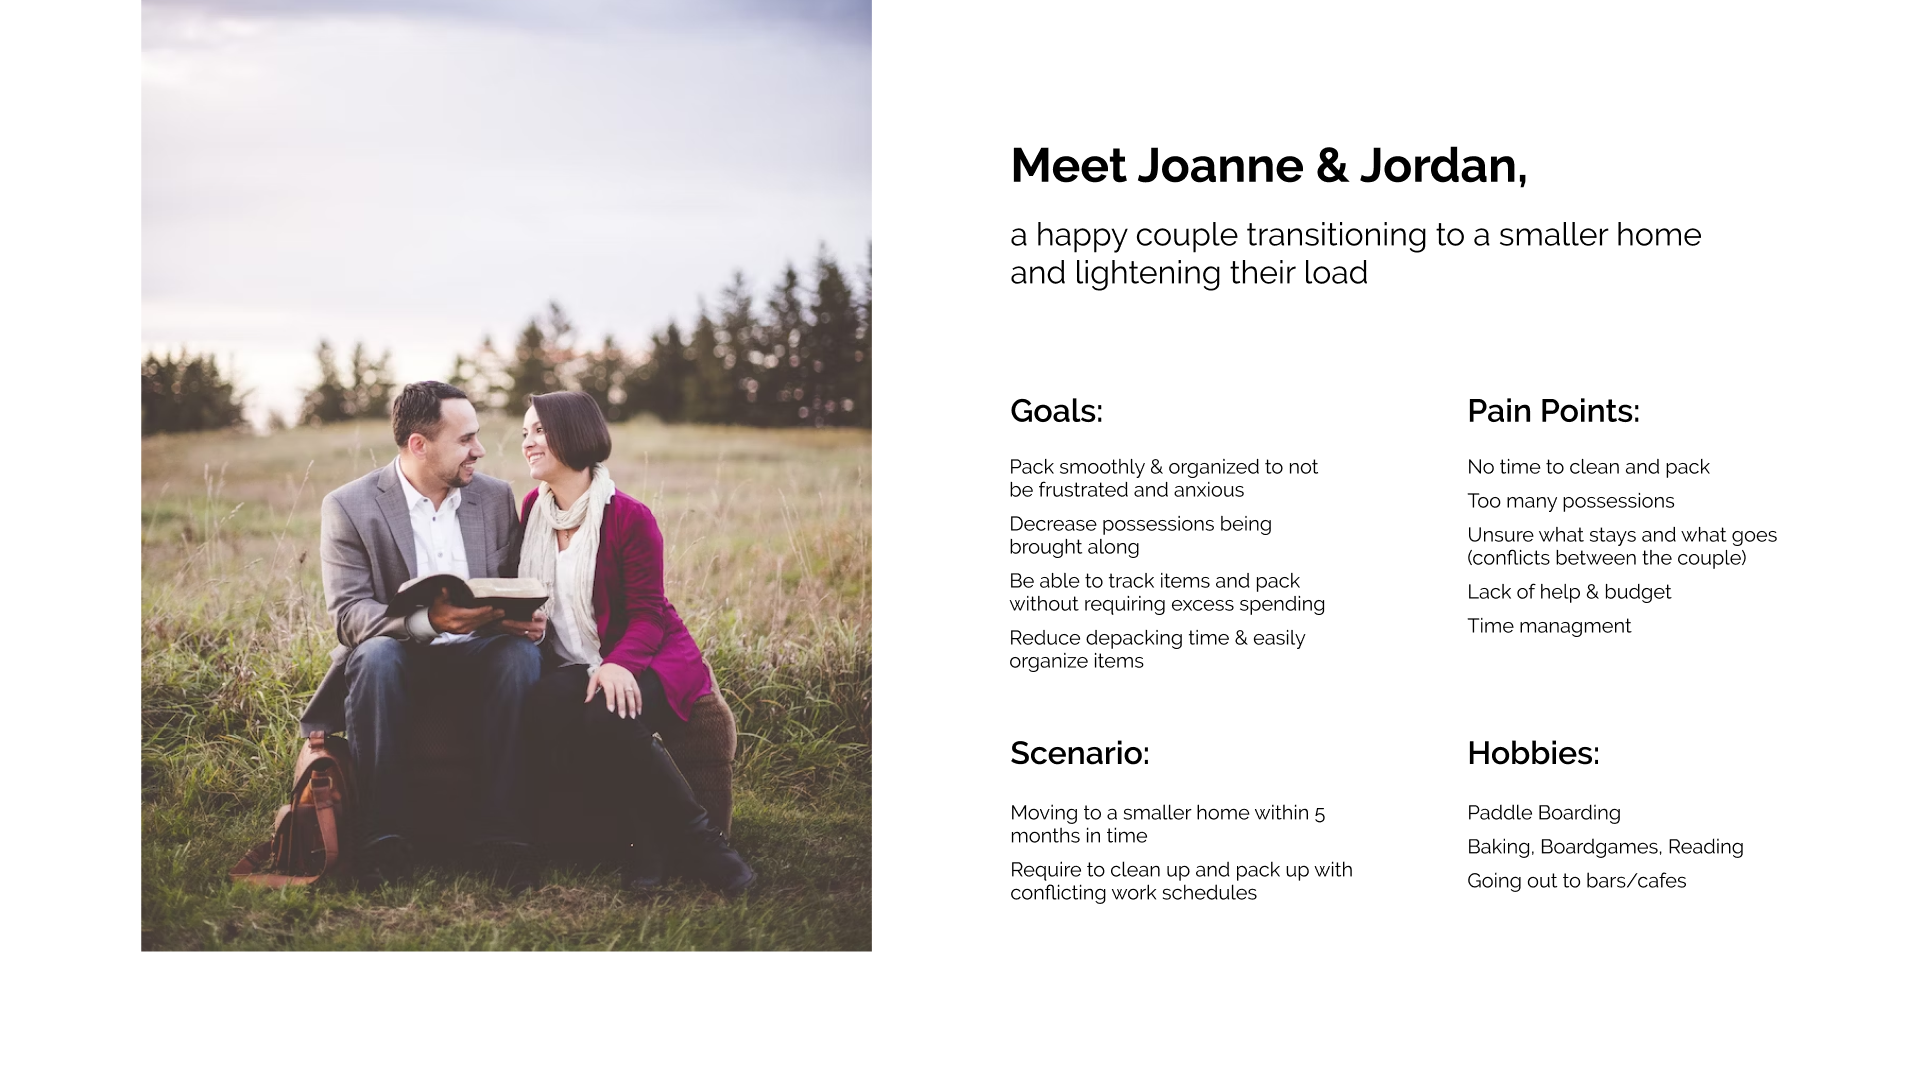 Meet Joanne & Jordan,
a happy couple transitioning to a smaller home
and lightening their load
Goals:
Pack smoothly & organized to not
be frustrated and anxious
Decrease possessions being
brought along
Be able to track items and pack
without requiring excess spending
Reduce depacking time & easily
organize items
Pain Points:
No time to clean and pack
Too many possessions
Unsure what stays and what goes
(conflicts between the couple)
Lack of help & budget
Time managment
Scenario:
Moving to a smaller home within 5
months in time
Require to clean up and pack up with
conflicting work schedules
Hobbies:
Paddle Boarding
Baking, Boardgames, Reading
Going out to bars/cafes